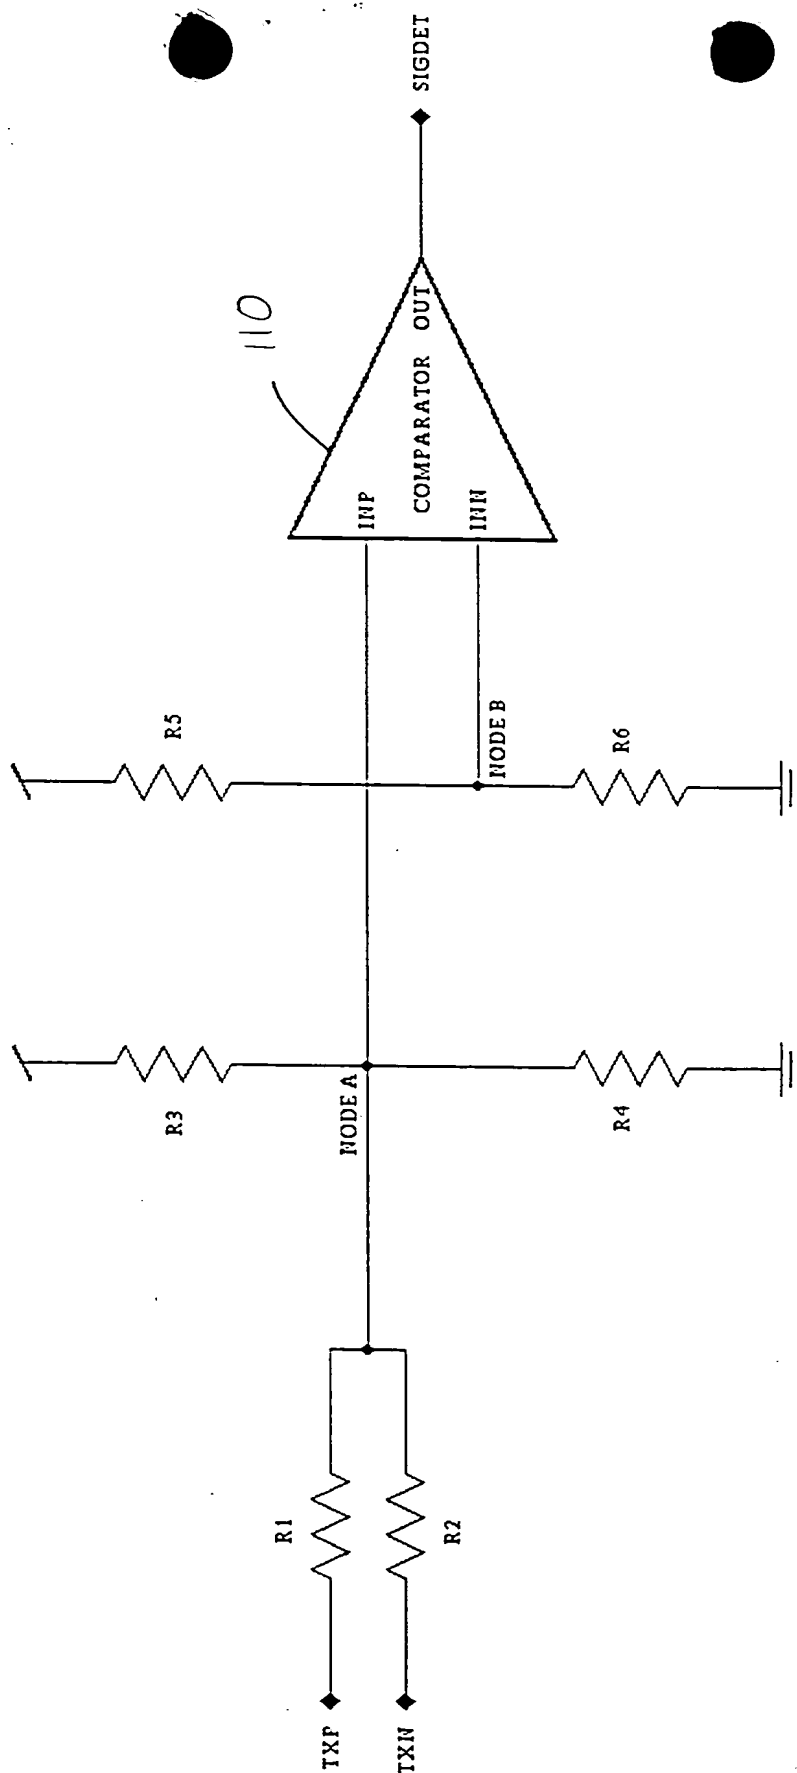 SIGDET
110
OUT
COMPARATOR
INP
INN
R5
NODE B
R6
R3
NODE A
R4
R1
R2
TXP
TXN